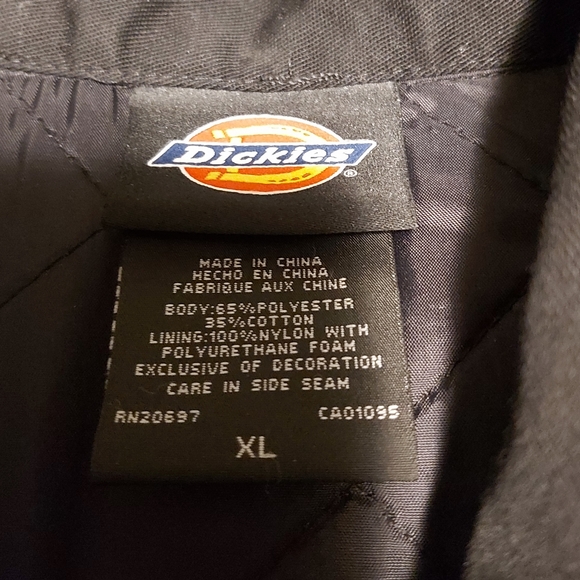 Dickies®
MADE IN CHINA
HECHO EN CHINA
FABRIQUE AUX CHINE
BODY:65%POLYESTER
35%COTTON
LINING:100%NYLON WITH
POLYURETHANE FOAM
EXCLUSIVE OF DECORATION
CARE IN SIDE SEAM
RN20697 CA01095
XL